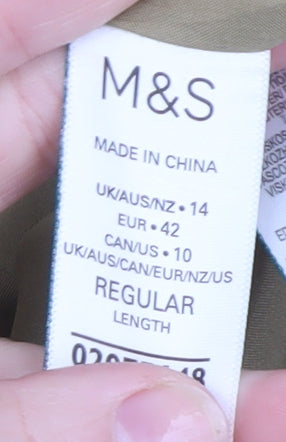 M&S
MADE IN CHINA
UK/AUS/NZ • 14
EUR • 42
CAN/US • 10
UK/AUS/CAN/EUR/NZ/US
REGULAR
LENGTH